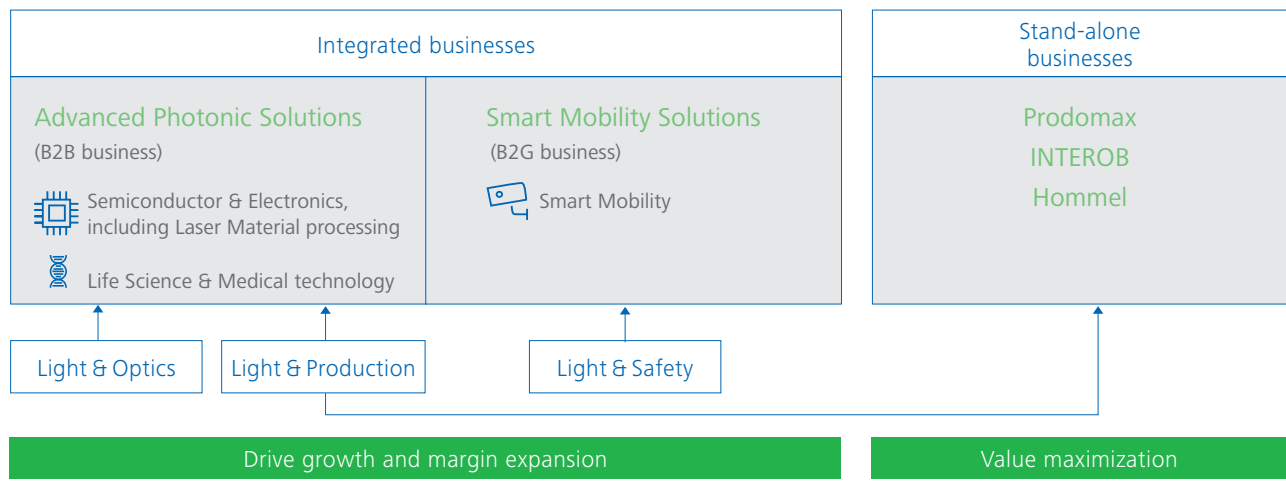 Integrated businesses
Stand-alone
businesses
Advanced Photonic Solutions
(B2B business)
Semiconductor & Electronics,
including Laser Material processing
Life Science & Medical technology
Smart Mobility Solutions
(B2G business)
Smart Mobility
Prodomax
INTEROB
Hommel
Light & Optics
Light & Production
Light & Safety
Drive growth and margin expansion
Value maximization